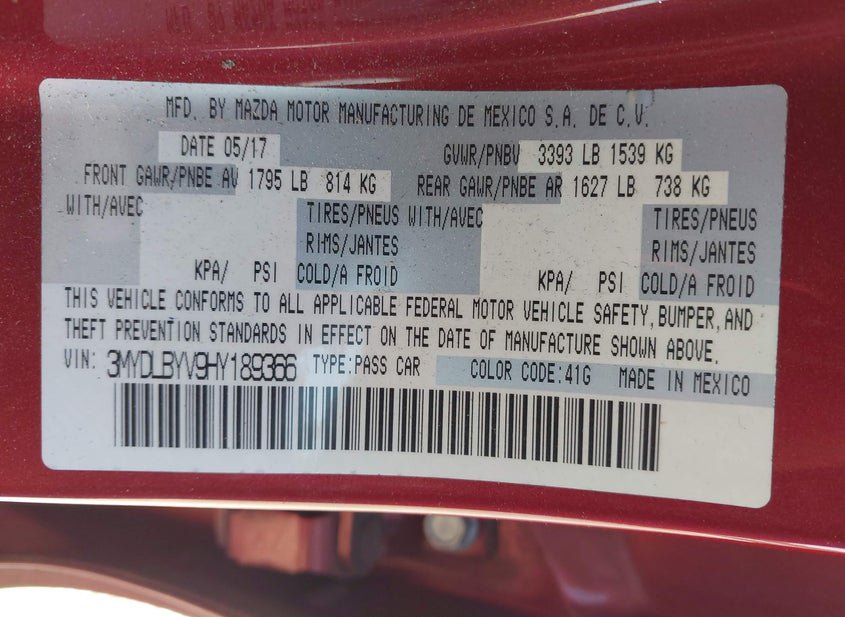 MFD. BY MAZDA MOTOR MANUFACTURING DE MEXICO S.A. DE C.V.
DATE 05/17 GVWR/PNBV 3393 LB 1539 KG
FRONT GAWR/PNBE AV 1795 LB 814 KG REAR GAWR/PNBE AR 1627 LB 738 KG
WITH/AVEC TIRES/PNEUS WITH/AVEC TIRES/PNEUS
RIMS/JANTES RIMS/JANTES
KPA/ PSI COLD/A FROID KPA/ PSI COLD/A FROID
THIS VEHICLE CONFORMS TO ALL APPLICABLE FEDERAL MOTOR VEHICLE SAFETY, BUMPER, AND
THEFT PREVENTION STANDARDS IN EFFECT ON THE DATE OF MANUFACTURE SHOWN ABOVE.
VIN: 3MYDLBYV9HY189366 TYPE:PASS CAR COLOR CODE:41G MADE IN MEXICO